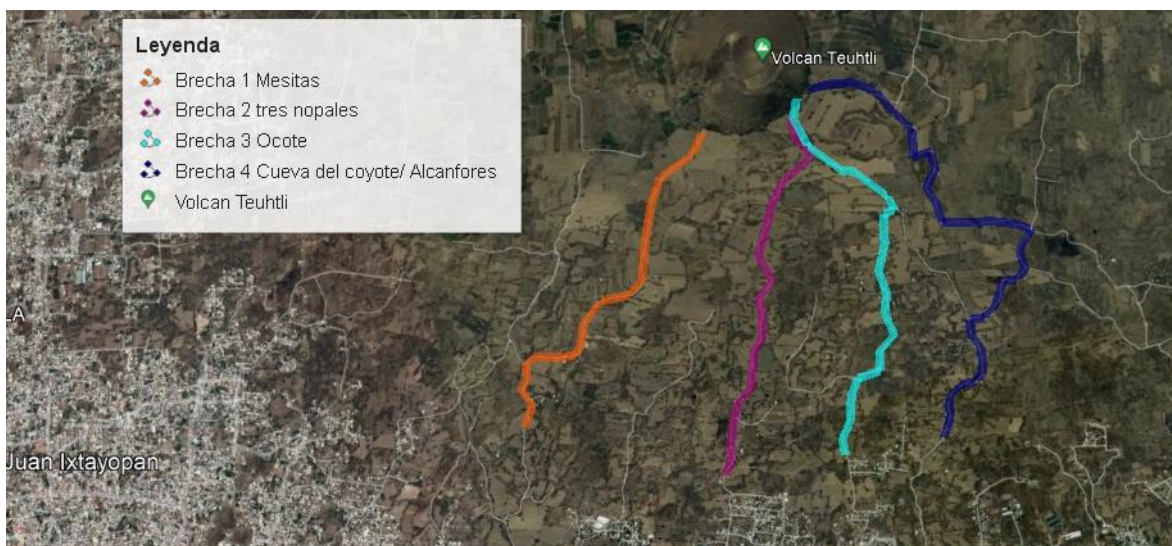 Leyenda
Brecha 1 Mesitas
Brecha 2 tres nopales
Brecha 3 Ocote
Brecha 4 Cueva del coyote/ Alcanfores
Volcan Teuhtli
Volcan Teuhtli
LA
Juan Ixtayopan